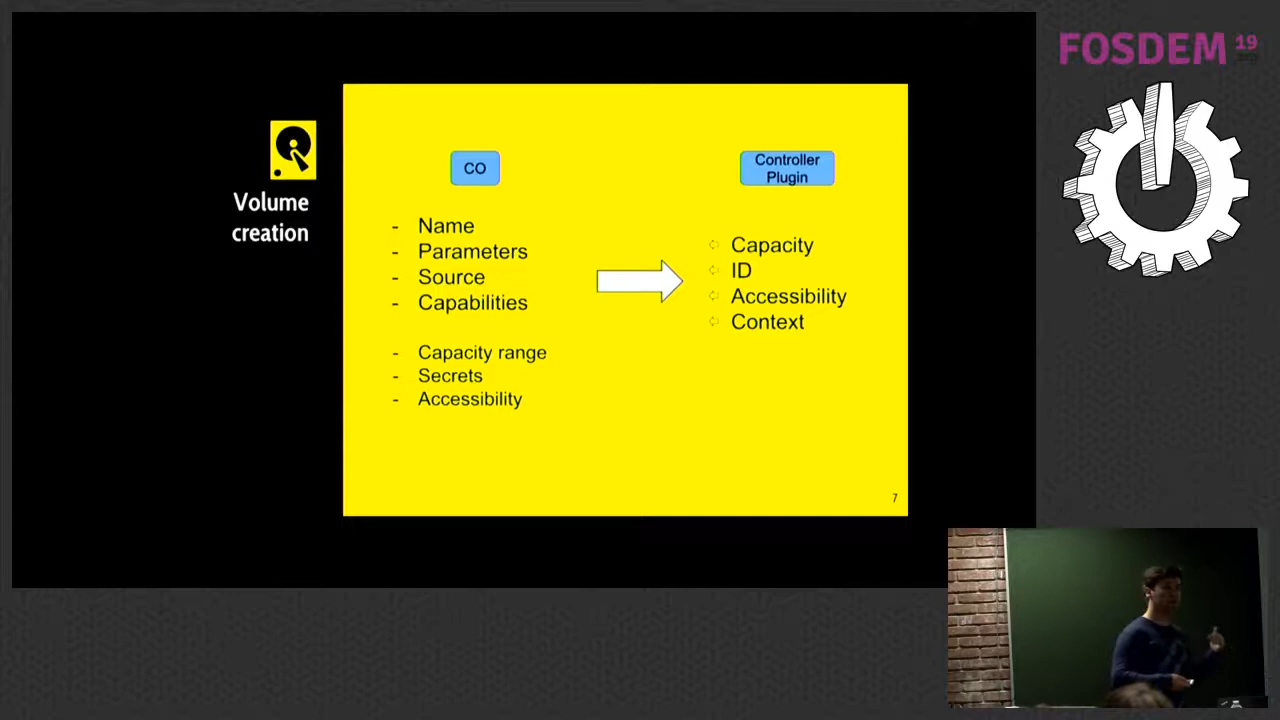 FOSDEM 19
Volume
creation
CO
- Name
- Parameters
- Source
- Capabilities
- Capacity range
- Secrets
- Accessibility
Controller
Plugin
Capacity
ID
Accessibility
Context
7